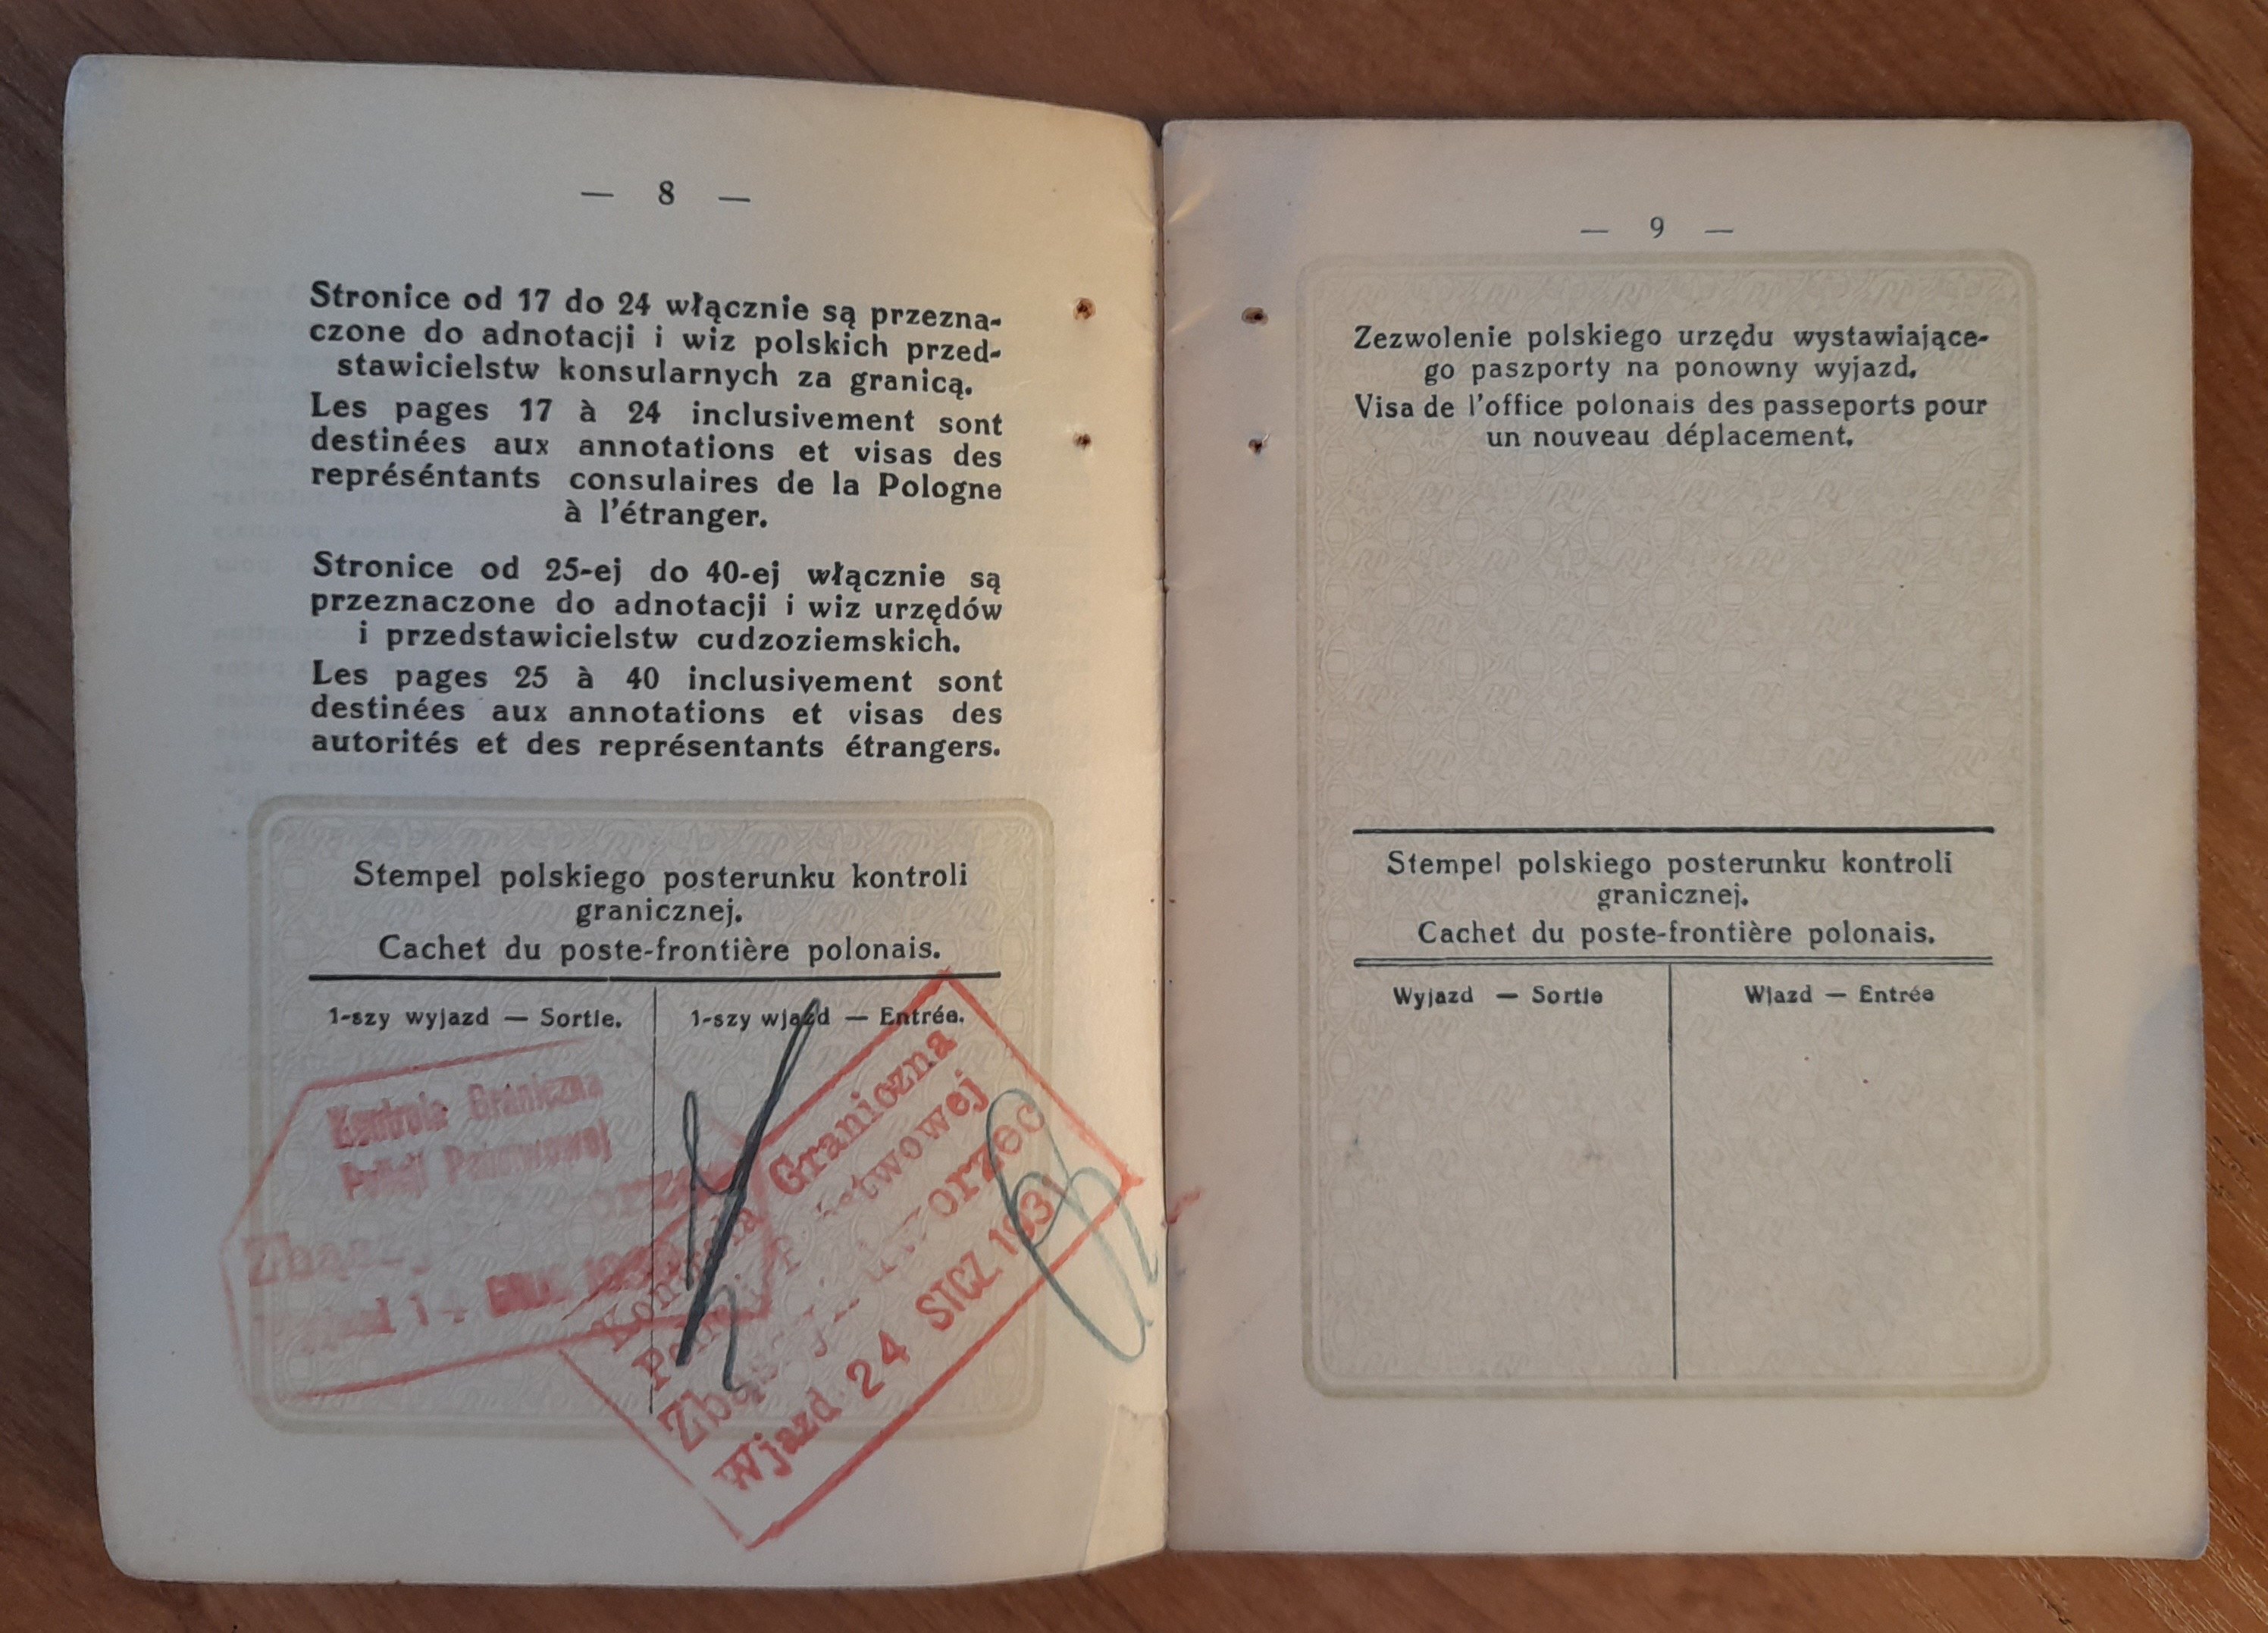 — 8 —
Stronice od 17 do 24 włącznie są przezna-
czone do adnotacji i wiz polskich przed-
stawicielstw konsularnych za granicą.
Les pages 17 à 24 inclusivement sont
destinées aux annotations et visas des
représéntants consulaires de la Pologne
à l'étranger.
Stronice od 25-ej do 40-ej włącznie są
przeznaczone do adnotacji i wiz urzędów
i przedstawicielstw cudzoziemskich.
Les pages 25 à 40 inclusivement sont
destinées aux annotations et visas des
autorités et des représentants étrangers.
Stempel polskiego posterunku kontroli
granicznej.
Cachet du poste-frontière polonais.
1-szy wyjazd — Sortie.
1-szy wjazd — Entrée.
Kontrola Graniczna
Policji Państwowej
Kontrola Graniczna
Wjazd 24 STCZ 1931
— 9 —
Zezwolenie polskiego urzędu wystawiające-
go paszporty na ponowny wyjazd.
Visa de l'office polonais des passeports pour
un nouveau déplacement.
Stempel polskiego posterunku kontroli
granicznej.
Cachet du poste-frontière polonais.
Wyjazd — Sortie
Wjazd — Entrée